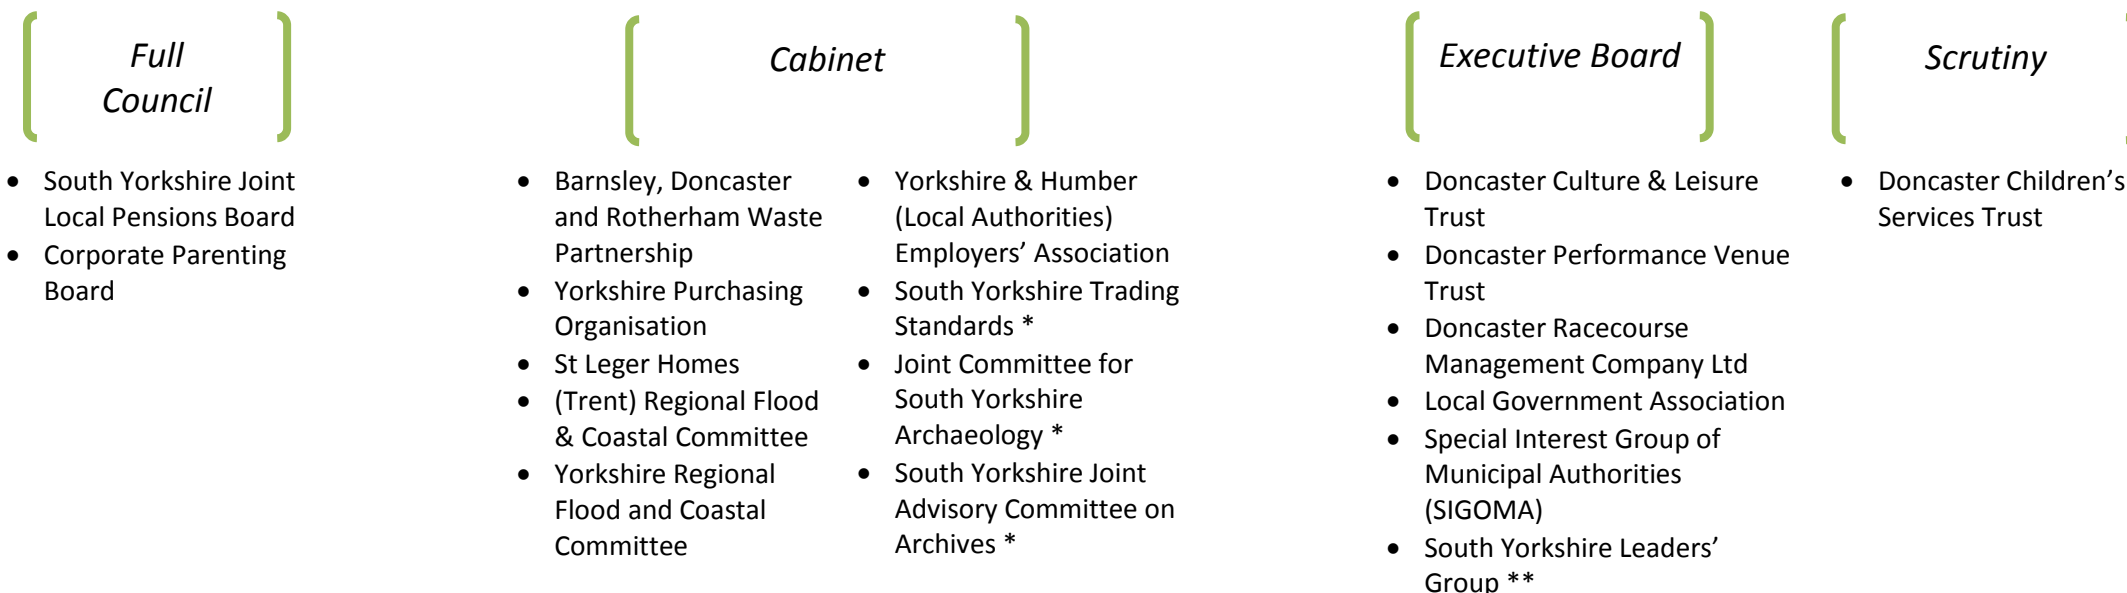 Full
Council
• South Yorkshire Joint
Local Pensions Board
• Corporate Parenting
Board
Cabinet
• Barnsley, Doncaster
and Rotherham Waste
Partnership
• Yorkshire Purchasing
Organisation
• St Leger Homes
• (Trent) Regional Flood
& Coastal Committee
• Yorkshire Regional
Flood and Coastal
Committee
• Yorkshire & Humber
(Local Authorities)
Employers’ Association
• South Yorkshire Trading
Standards *
• Joint Committee for
South Yorkshire
Archaeology *
• South Yorkshire Joint
Advisory Committee on
Archives *
Executive Board
• Doncaster Culture & Leisure
Trust
• Doncaster Performance Venue
Trust
• Doncaster Racecourse
Management Company Ltd
• Local Government Association
• Special Interest Group of
Municipal Authorities
(SIGOMA)
• South Yorkshire Leaders’
Group **
Scrutiny
• Doncaster Children’s
Services Trust